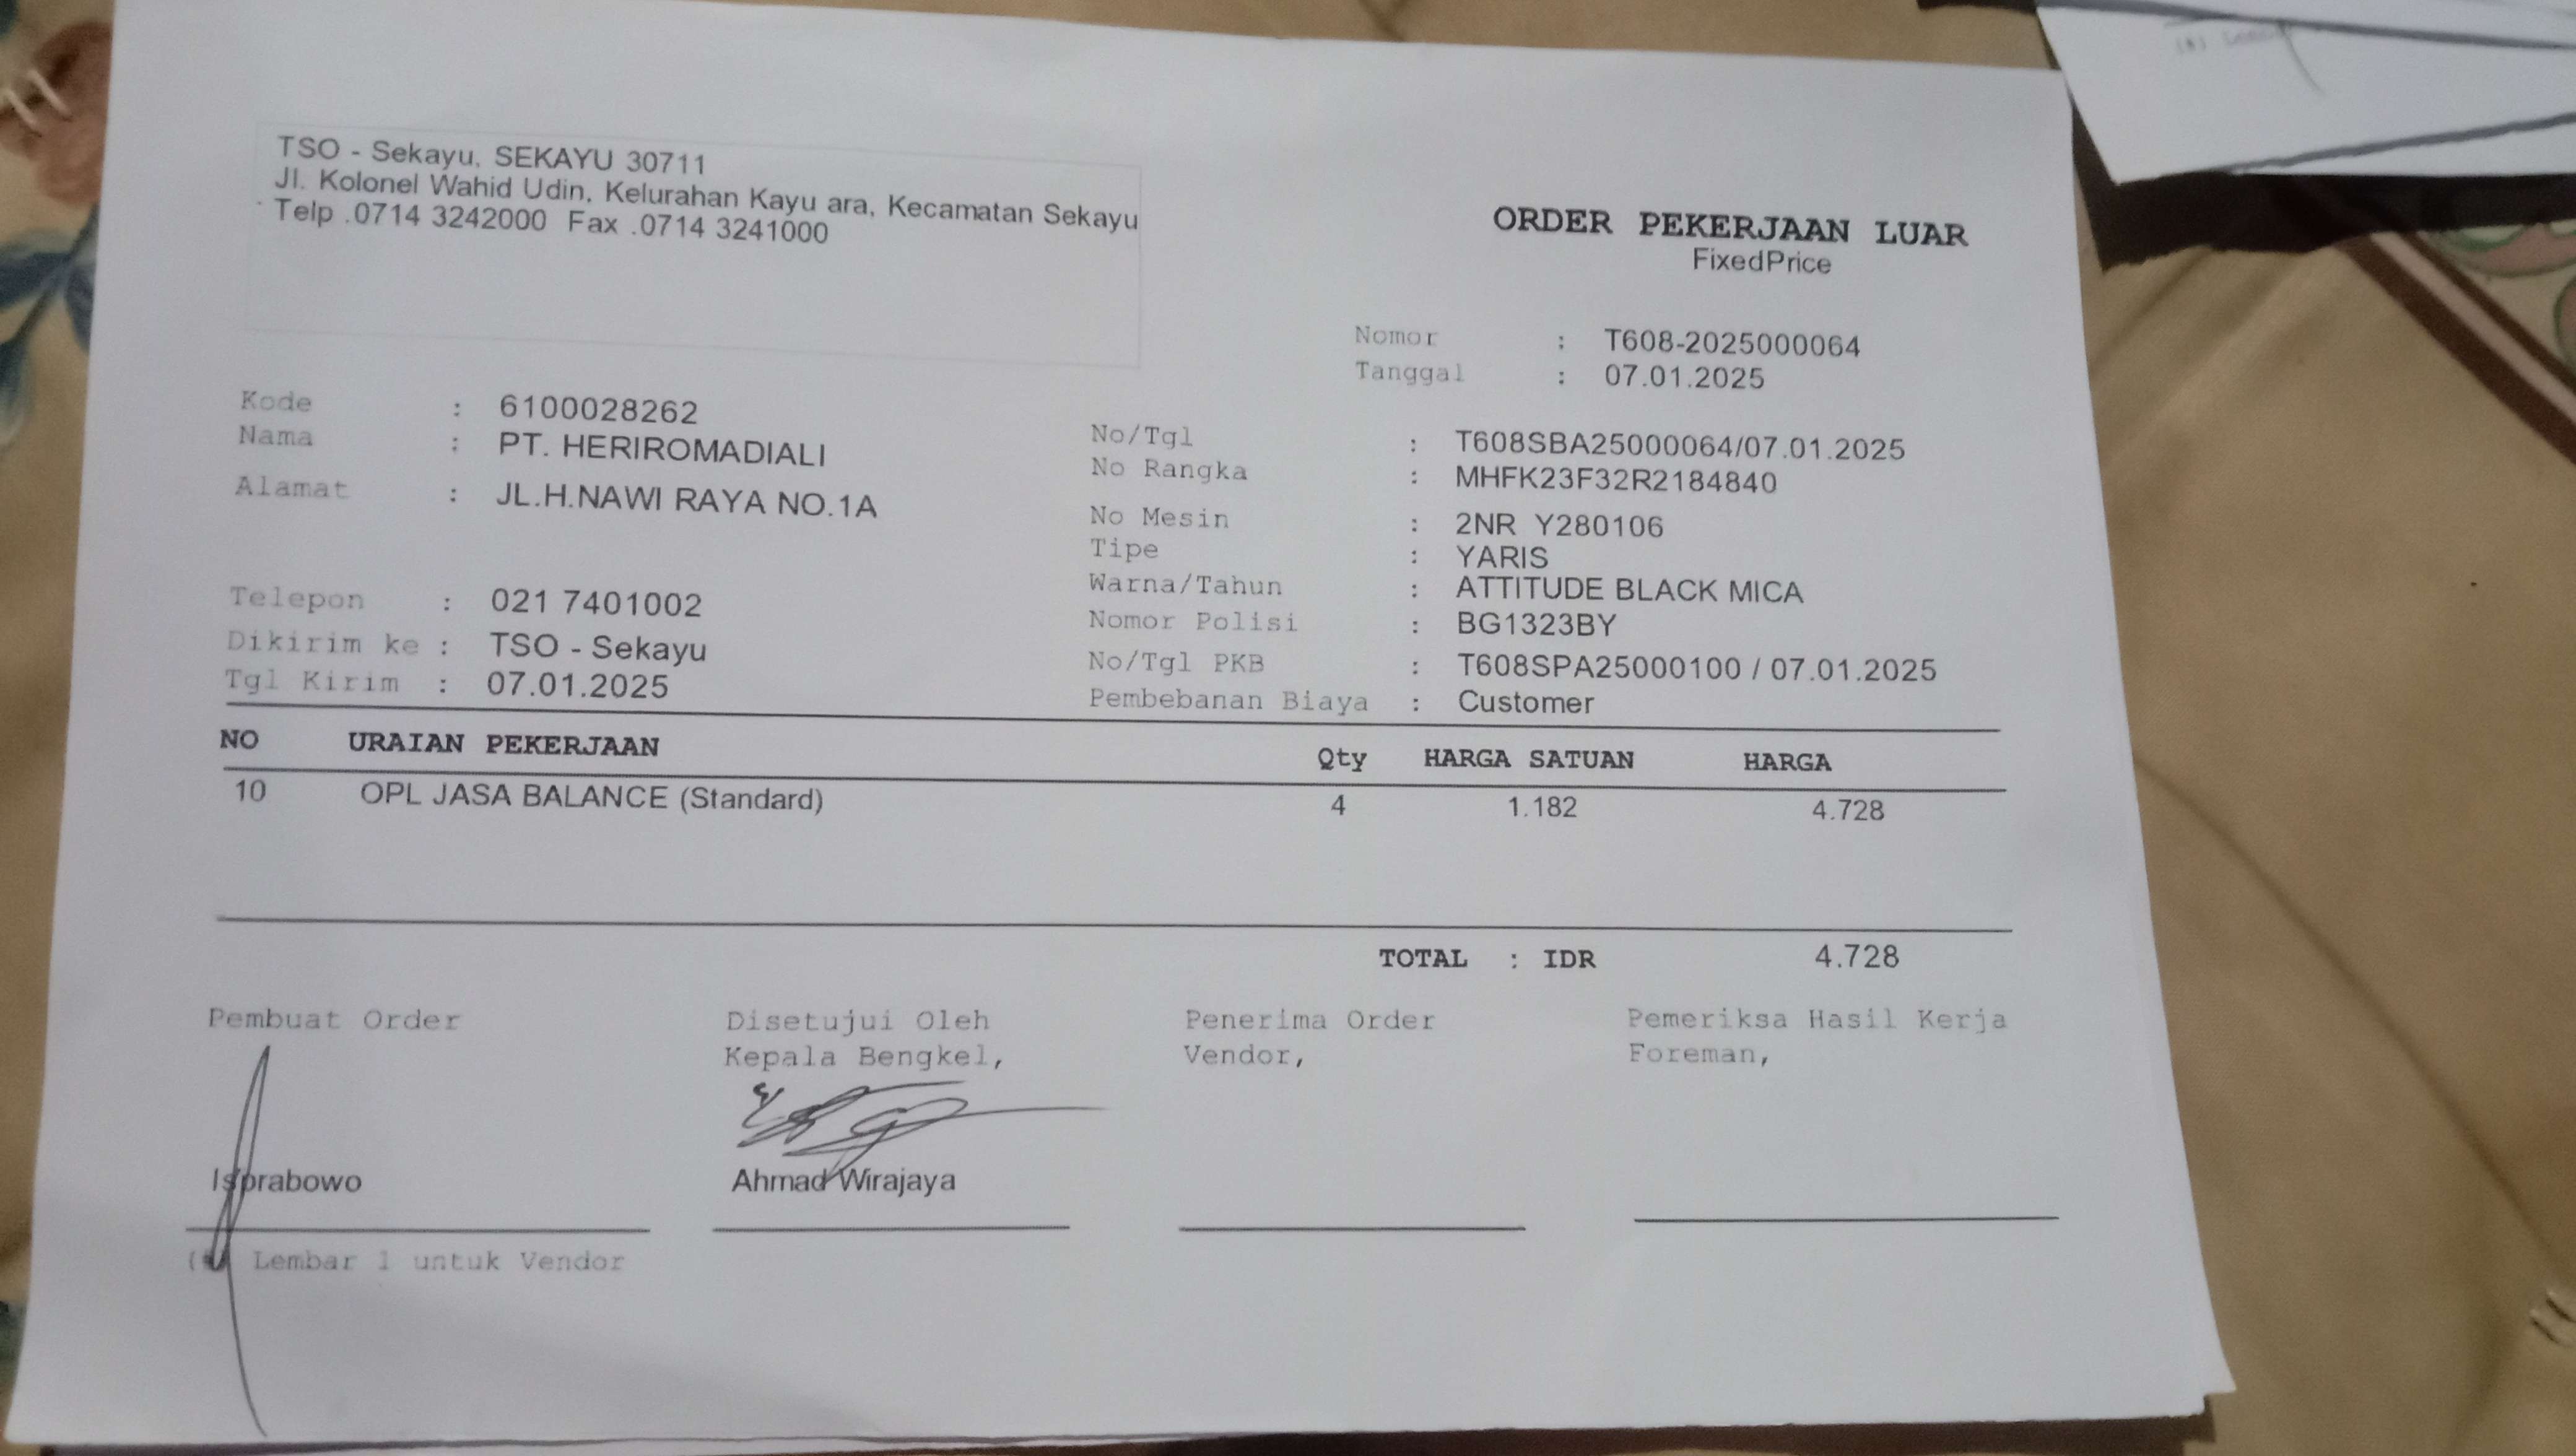 TSO - Sekayu, SEKAYU 30711
Jl. Kolonel Wahid Udin, Kelurahan Kayu ara, Kecamatan Sekayu
Telp .0714 3242000 Fax .0714 3241000
ORDER PEKERJAAN LUAR
FixedPrice
Nomor : T608-2025000064
Tanggal : 07.01.2025
Kode : 6100028262
Nama : PT. HERIROMADIALI
Alamat : JL.H.NAWI RAYA NO.1A
Telepon : 021 7401002
Dikirim ke : TSO - Sekayu
Tgl Kirim : 07.01.2025
No/Tgl : T608SBA25000064/07.01.2025
No Rangka : MHFK23F32R2184840
No Mesin : 2NR Y280106
Tipe : YARIS
Warna/Tahun : ATTITUDE BLACK MICA
Nomor Polisi : BG1323BY
No/Tgl PKB : T608SPA25000100 / 07.01.2025
Pembebanan Biaya : Customer
NO URAIAN PEKERJAAN Qty HARGA SATUAN HARGA
10 OPL JASA BALANCE (Standard) 4 1.182 4.728
TOTAL : IDR 4.728
Pembuat Order Disetujui Oleh Penerima Order Pemeriksa Hasil Kerja
Kepala Bengkel, Vendor, Foreman,
Isprabowo Ahmad Wirajaya
Lembar 1 untuk Vendor